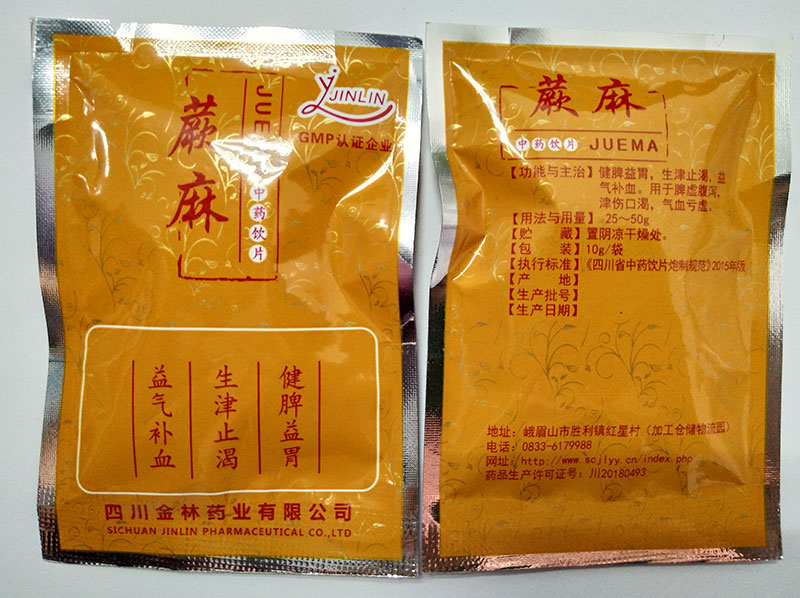 JINLIN
GMP认证企业
蕨麻
JUE
中药饮片
健脾益胃
生津止渴
益气补血
四川金林药业有限公司
SICHUAN JINLIN PHARMACEUTICAL CO.,LTD
蕨麻
中药饮片 JUEMA
【功能与主治】健脾益胃，生津止渴，益
气补血。用于脾虚腹泻，
津伤口渴，气血亏虚。
【用法与用量】25～50g
【贮 藏】置阴凉干燥处。
【包 装】10g/袋
【执行标准】《四川省中药饮片炮制规范》2015年版
【产 地】
【生产批号】
【生产日期】
地址：峨眉山市胜利镇红星村（加工仓储物流园）
电话：0833-6179988
网址：http://www.scjlyy.cn/index.php
药品生产许可证号：川20180493